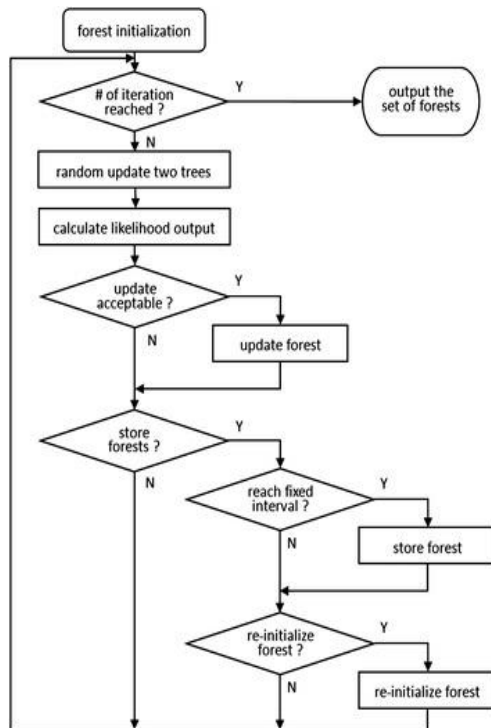 forest initialization
# of iteration
reached ?
Y
output the
set of forests
N
random update two trees
calculate likelihood output
update
acceptable ?
Y
N
update forest
store
forests ?
Y
N
reach fixed
interval ?
Y
N
store forest
re-initialize
forest ?
Y
N
re-initialize forest